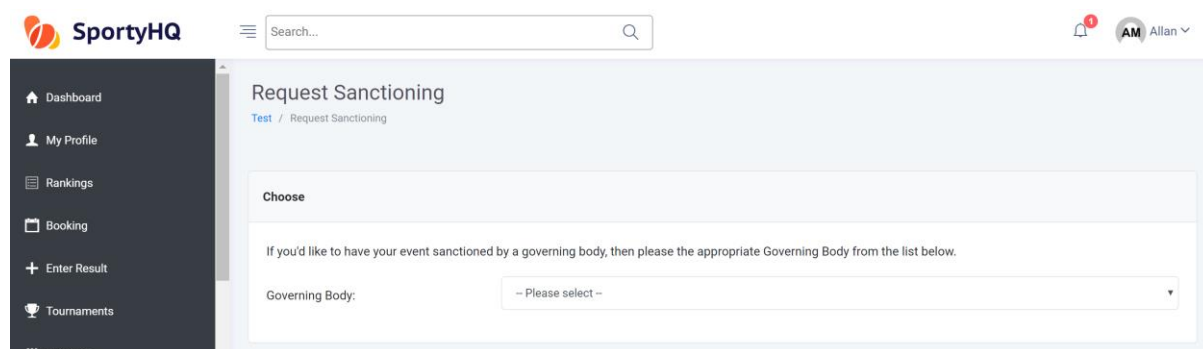 SportyHQ
Search...
1
AM Allan
Dashboard
My Profile
Rankings
Booking
Enter Result
Tournaments
Request Sanctioning
Test / Request Sanctioning
Choose
If you'd like to have your event sanctioned by a governing body, then please the appropriate Governing Body from the list below.
Governing Body: -- Please select --